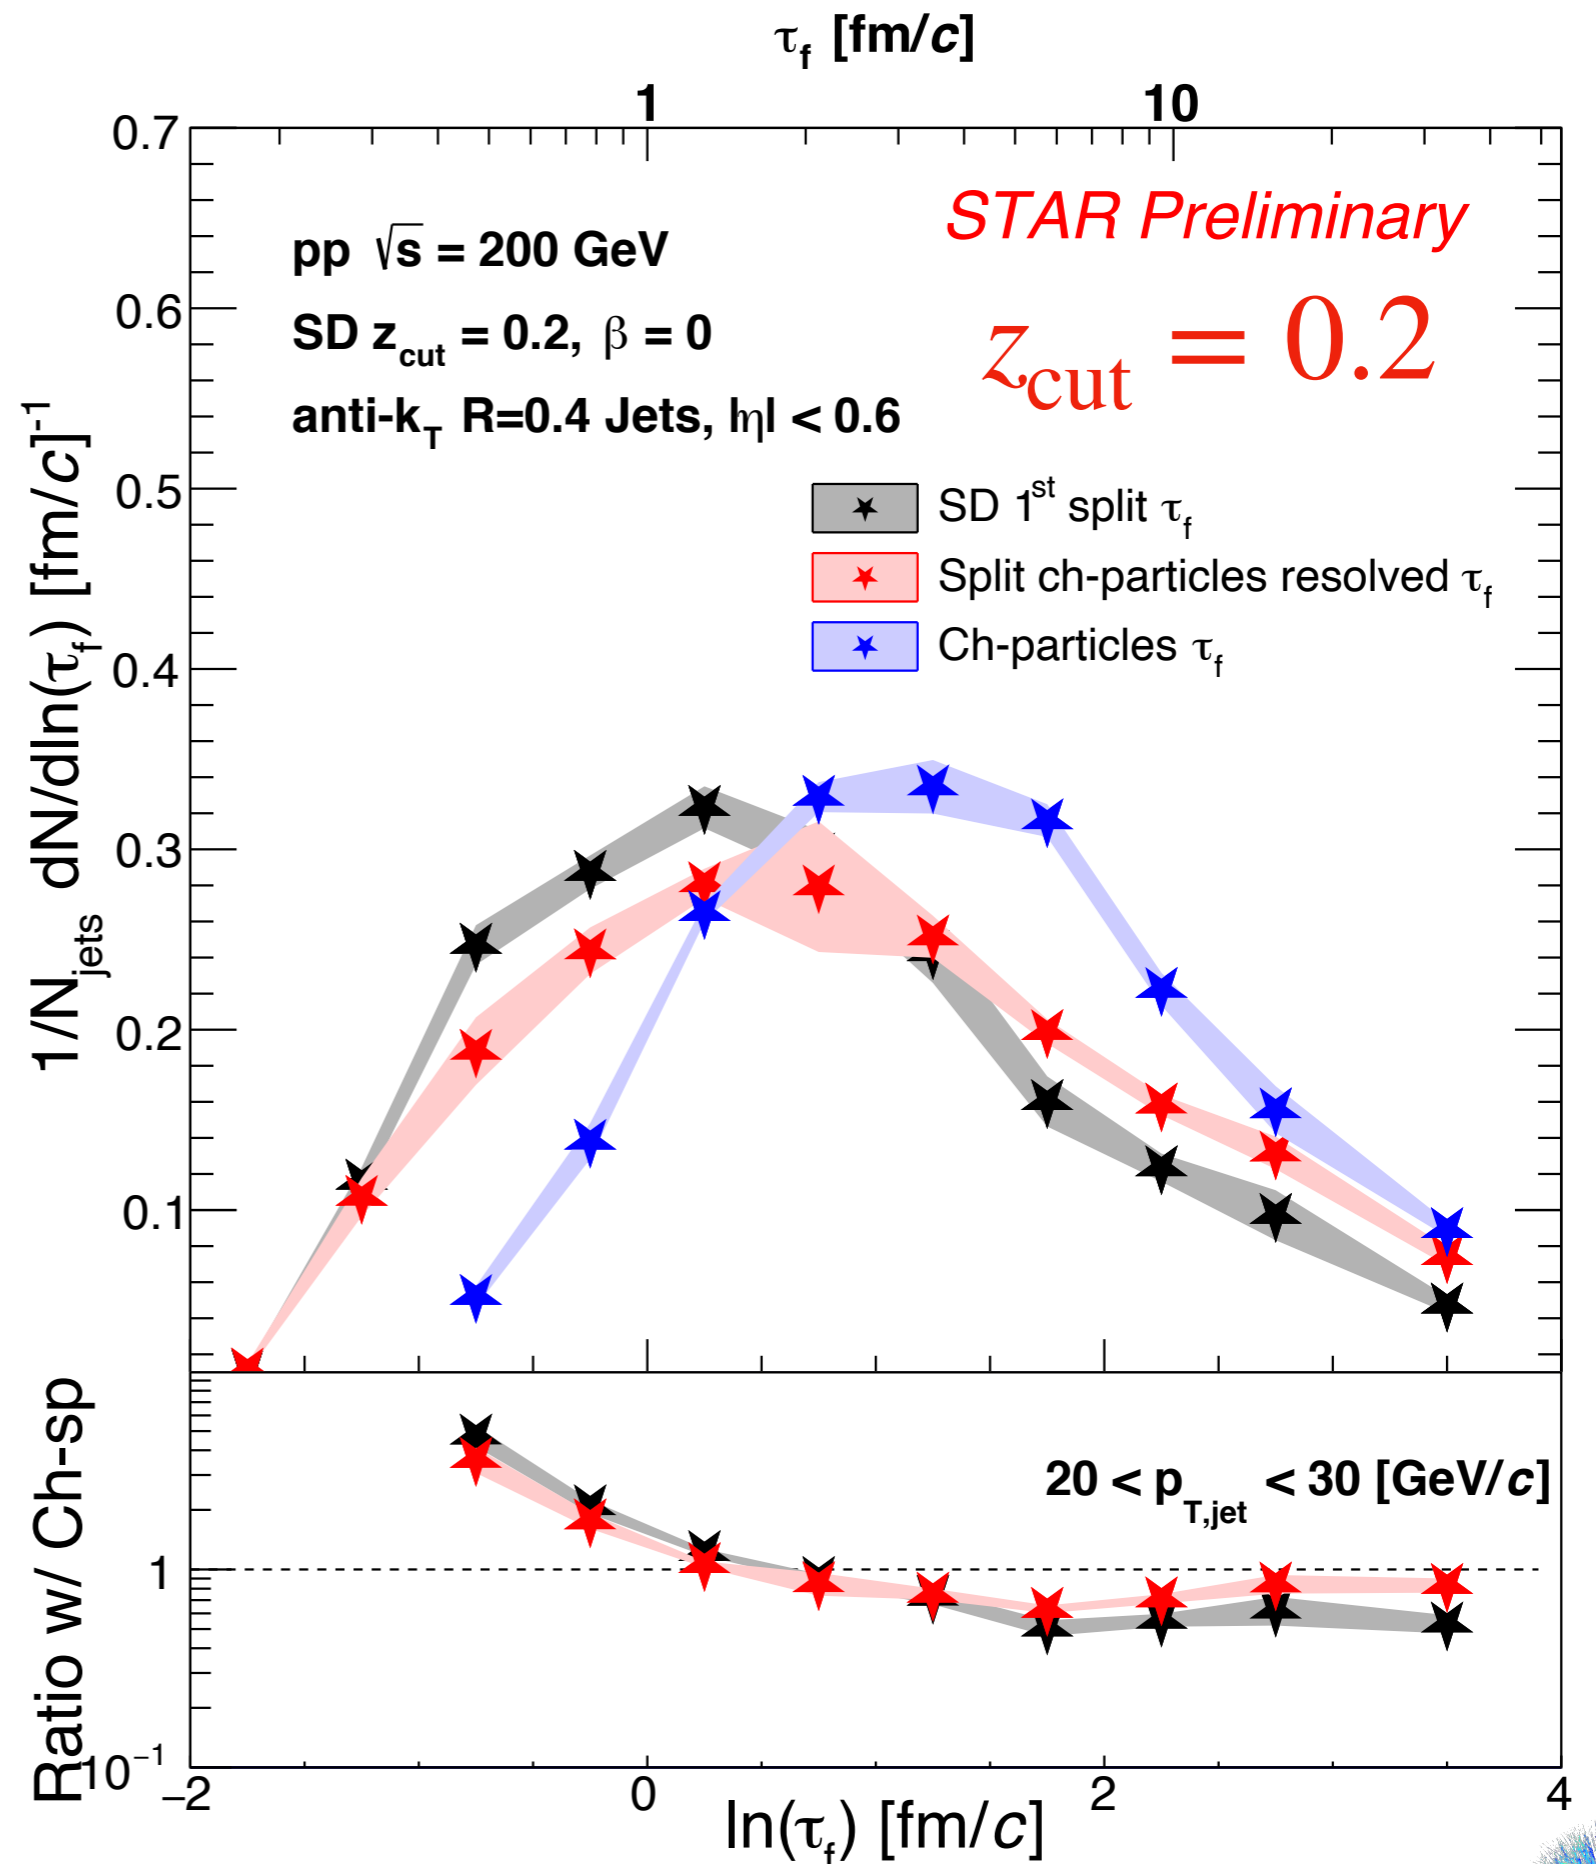 τf [fm/c]
1 10
0.7
STAR Preliminary
pp √s = 200 GeV
0.6
zcut = 0.2
SD zcut = 0.2, β = 0
anti-kT R=0.4 Jets, |η| < 0.6
0.5
SD 1st split τf
Split ch-particles resolved τf
Ch-particles τf
0.4
0.3
0.2
0.1
1/Njets dN/dln(τf) [fm/c]-1
20 < pT,jet < 30 [GeV/c]
1
10−1
Ratio w/ Ch-sp
−2 0 2 4
ln(τf) [fm/c]